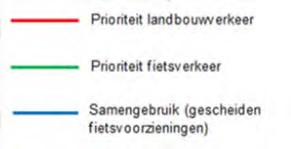 Prioriteit landbouwverkeer
Prioriteit fietsverkeer
Samengebruik (gescheiden
fietsvoorzieningen)